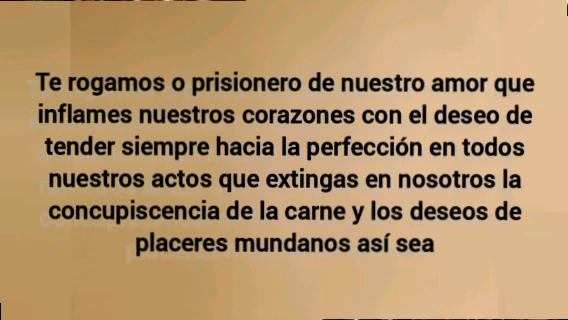 Te rogamos o prisionero de nuestro amor que
inflames nuestros corazones con el deseo de
tender siempre hacia la perfección en todos
nuestros actos que extingas en nosotros la
concupiscencia de la carne y los deseos de
placeres mundanos así sea